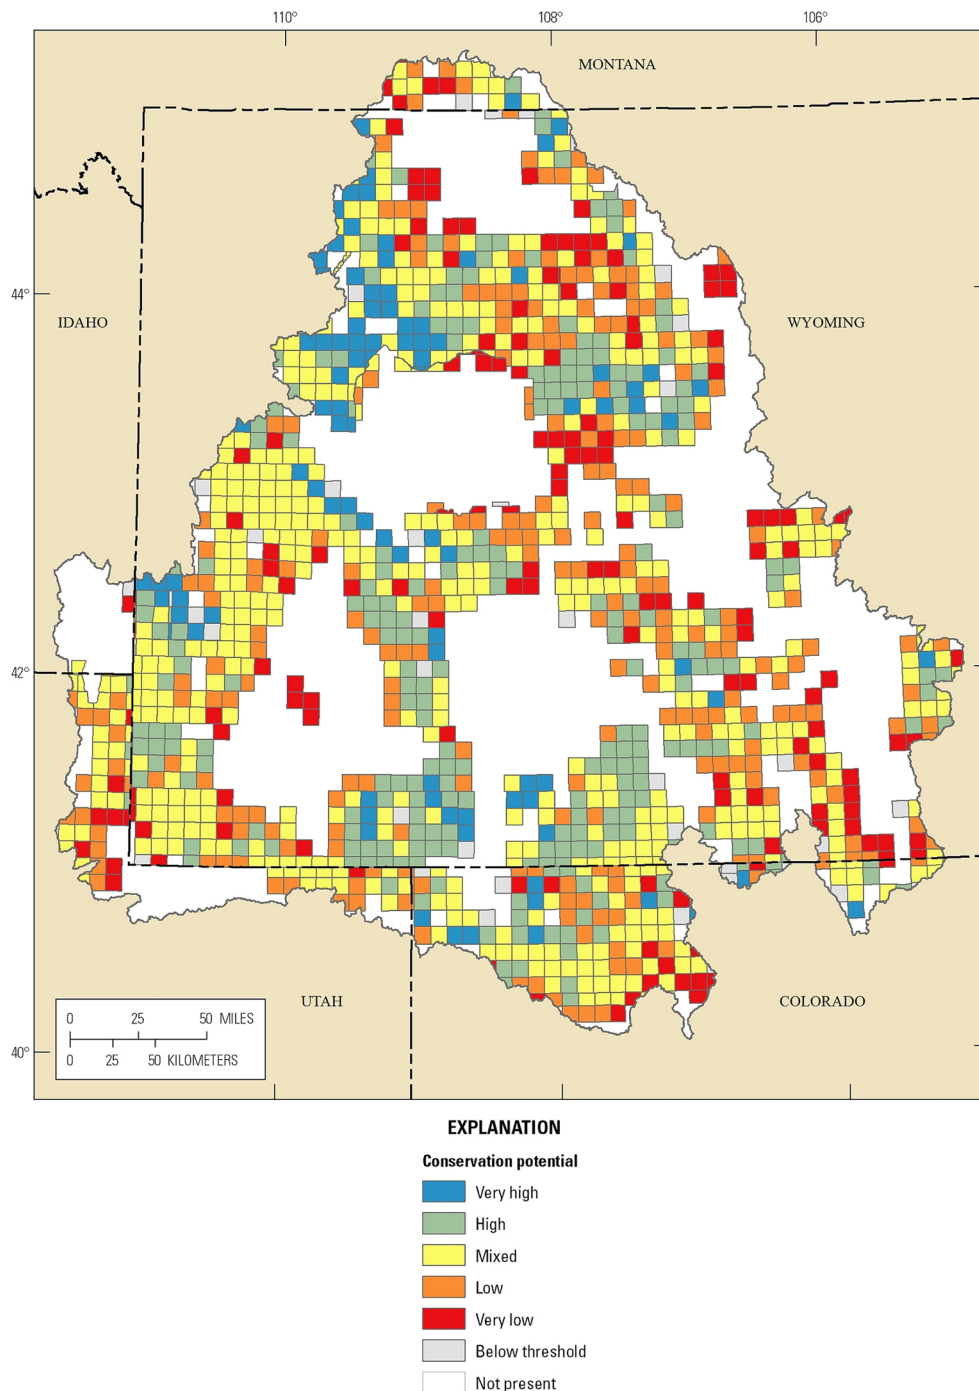 110° 108° 106°
MONTANA
44°
IDAHO WYOMING
42°
0 25 50 MILES
UTAH COLORADO
0 25 50 KILOMETERS
40°
EXPLANATION
Conservation potential
Very high
High
Mixed
Low
Very low
Below threshold
Not present